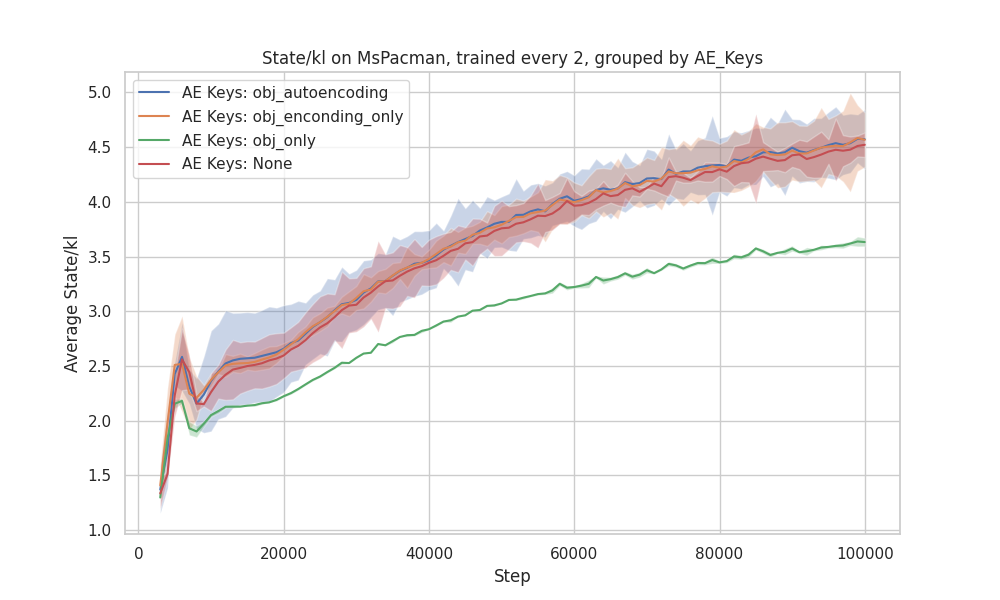 State/kl on MsPacman, trained every 2, grouped by AE_Keys
AE Keys: obj_autoencoding
AE Keys: obj_enconding_only
AE Keys: obj_only
AE Keys: None
Average State/kl
5.0
4.5
4.0
3.5
3.0
2.5
2.0
1.5
1.0
0 20000 40000 60000 80000 100000
Step